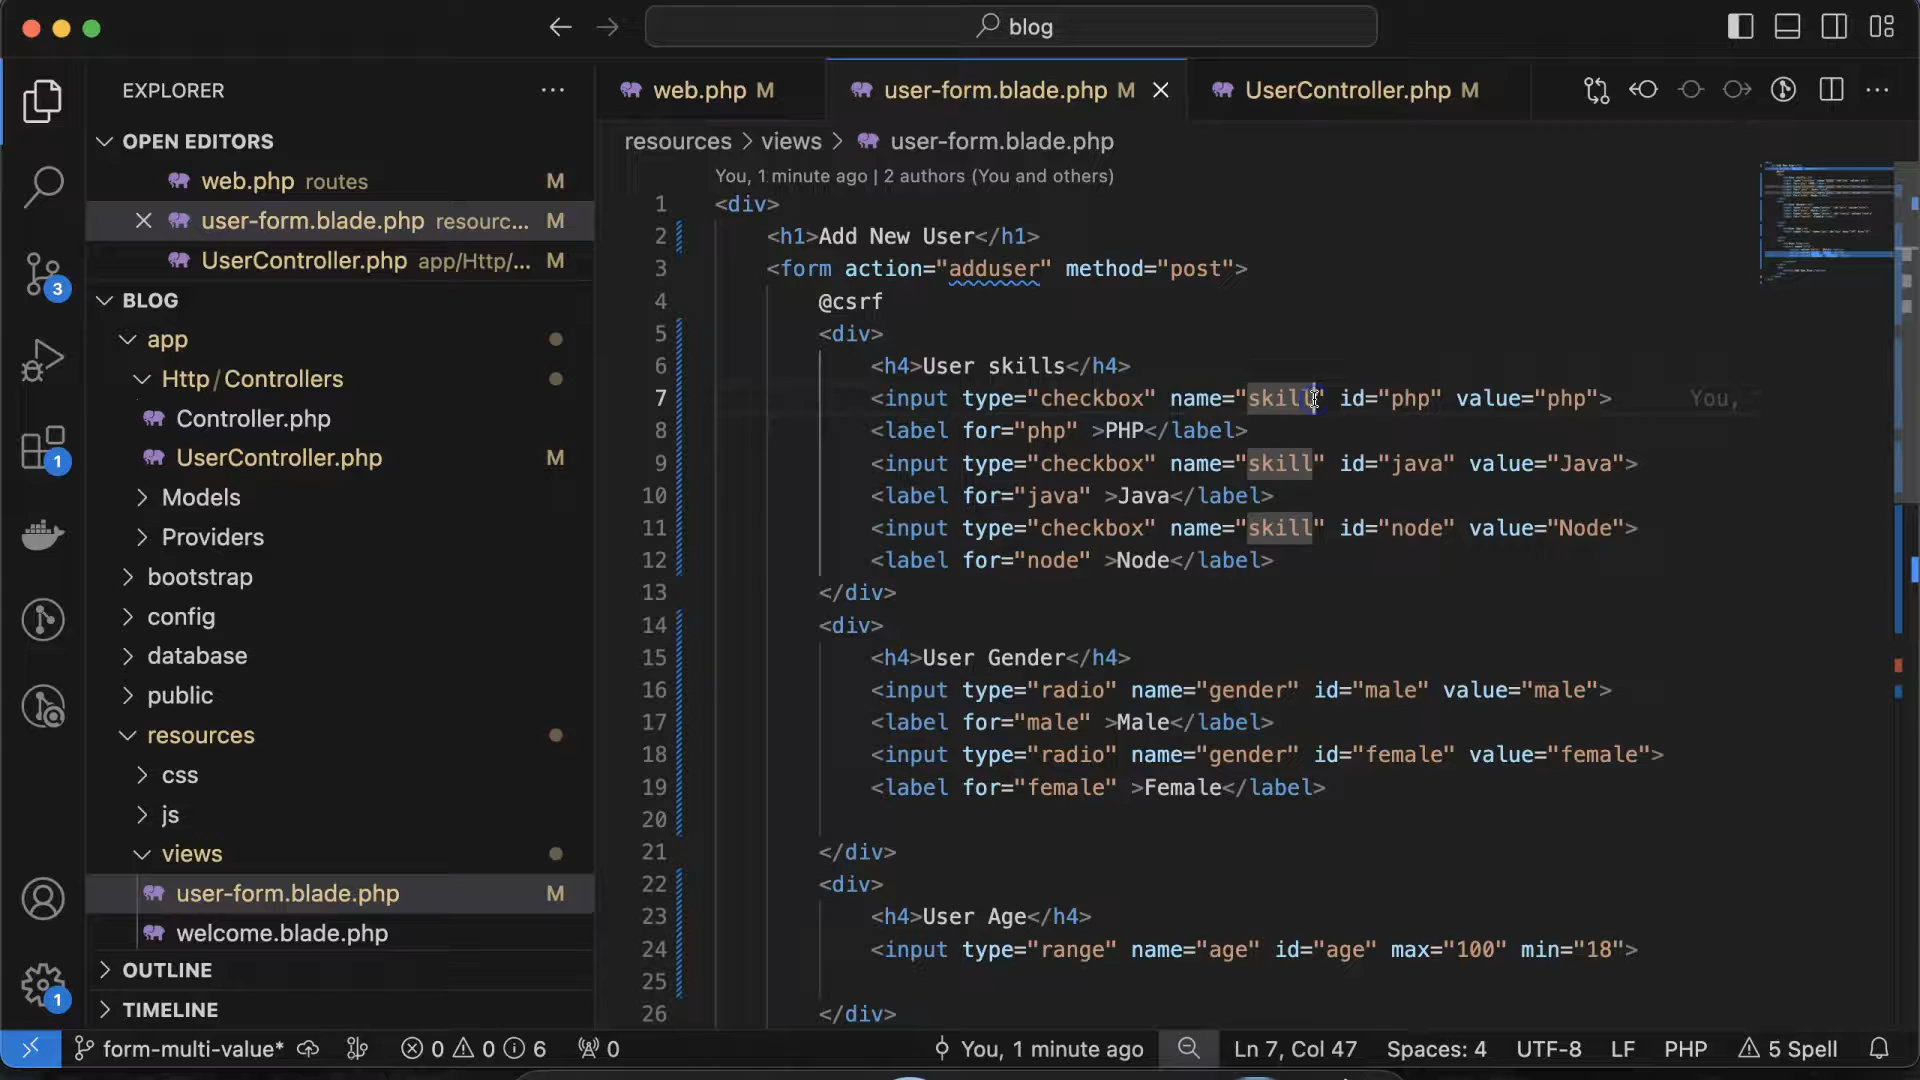 blog
EXPLORER
OPEN EDITORS
web.php routes M
user-form.blade.php resourc... M
UserController.php app/Http/... M
BLOG
app
Http/Controllers
Controller.php
UserController.php M
Models
Providers
bootstrap
config
database
public
resources
css
js
views
user-form.blade.php M
welcome.blade.php
OUTLINE
TIMELINE
3
1
1
web.php M
user-form.blade.php M
UserController.php M
resources > views > user-form.blade.php
You, 1 minute ago | 2 authors (You and others)
1 <div>
2 <h1>Add New User</h1>
3 <form action="adduser" method="post">
4 @csrf
5 <div>
6 <h4>User skills</h4>
7 <input type="checkbox" name="skill" id="php" value="php"> You,
8 <label for="php" >PHP</label>
9 <input type="checkbox" name="skill" id="java" value="Java">
10 <label for="java" >Java</label>
11 <input type="checkbox" name="skill" id="node" value="Node">
12 <label for="node" >Node</label>
13 </div>
14 <div>
15 <h4>User Gender</h4>
16 <input type="radio" name="gender" id="male" value="male">
17 <label for="male" >Male</label>
18 <input type="radio" name="gender" id="female" value="female">
19 <label for="female" >Female</label>
20
21 </div>
22 <div>
23 <h4>User Age</h4>
24 <input type="range" name="age" id="age" max="100" min="18">
25
26 </div>
form-multi-value* 0 0 6 0 You, 1 minute ago Ln 7, Col 47 Spaces: 4 UTF-8 LF PHP 5 Spell